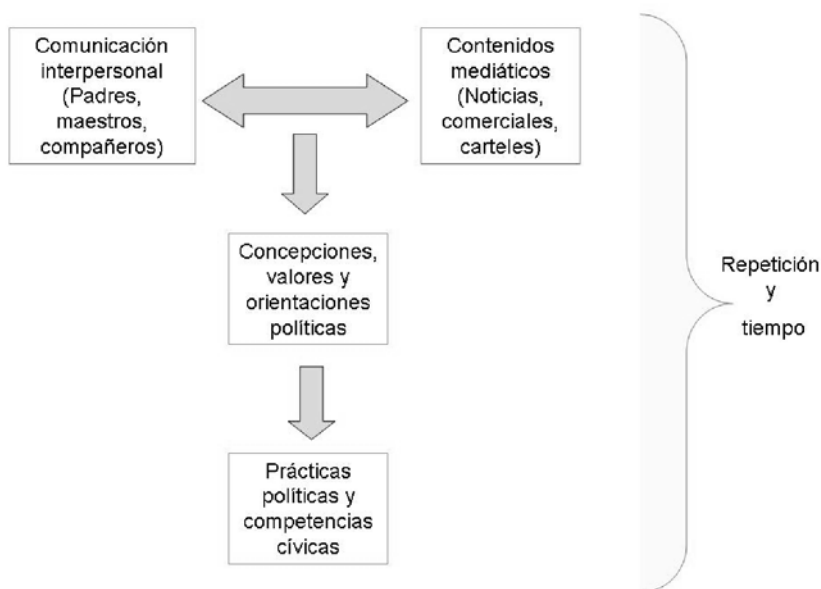 Comunicación
interpersonal
(Padres,
maestros,
compañeros)
Contenidos
mediáticos
(Noticias,
comerciales,
carteles)
Concepciones,
valores y
orientaciones
políticas
Prácticas
políticas y
competencias
cívicas
Repetición
y
tiempo